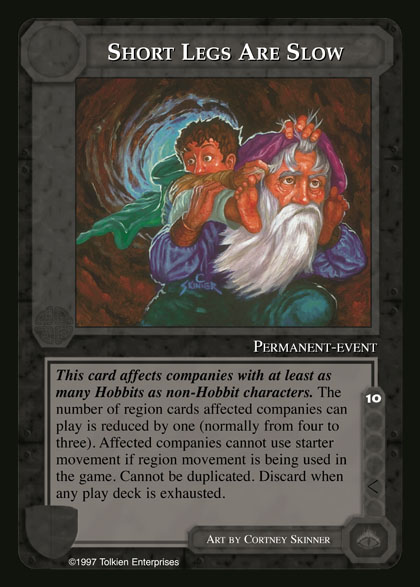 SHORT LEGS ARE SLOW
C.
SKINNER
PERMANENT-EVENT
This card affects companies with at least as
many Hobbits as non-Hobbit characters. The
number of region cards affected companies can
play is reduced by one (normally from four to
three). Affected companies cannot use starter
movement if region movement is being used in
the game. Cannot be duplicated. Discard when
any play deck is exhausted.
10
ART BY CORTNEY SKINNER
©1997 Tolkien Enterprises